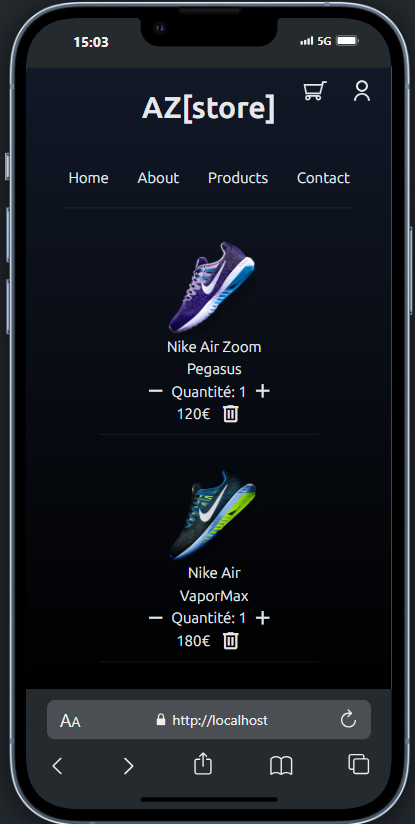 15:03
5G
AZ[store]
Home About Products Contact
Nike Air Zoom
Pegasus
− Quantité: 1 +
120€
Nike Air
VaporMax
− Quantité: 1 +
180€
AA http://localhost